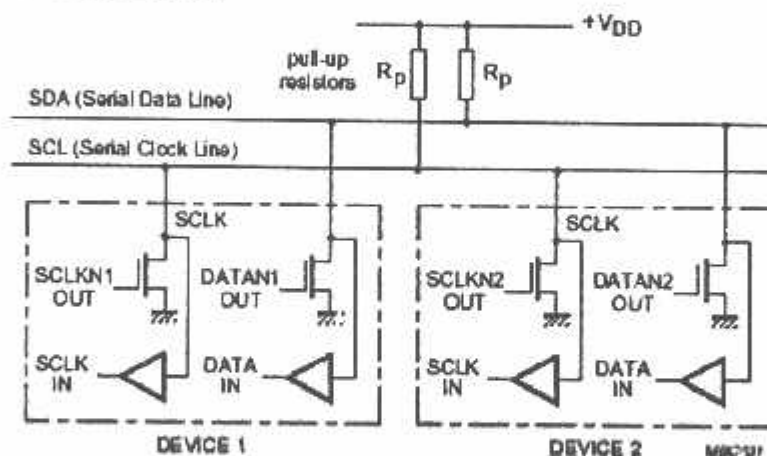 +VDD
pull-up
resistors
Rp
Rp
SDA (Serial Data Line)
SCL (Serial Clock Line)
SCLK
SCLK
SCLKN1
OUT
DATAN1
OUT
SCLKN2
OUT
DATAN2
OUT
SCLK
IN
DATA
IN
SCLK
IN
DATA
IN
DEVICE 1
DEVICE 2